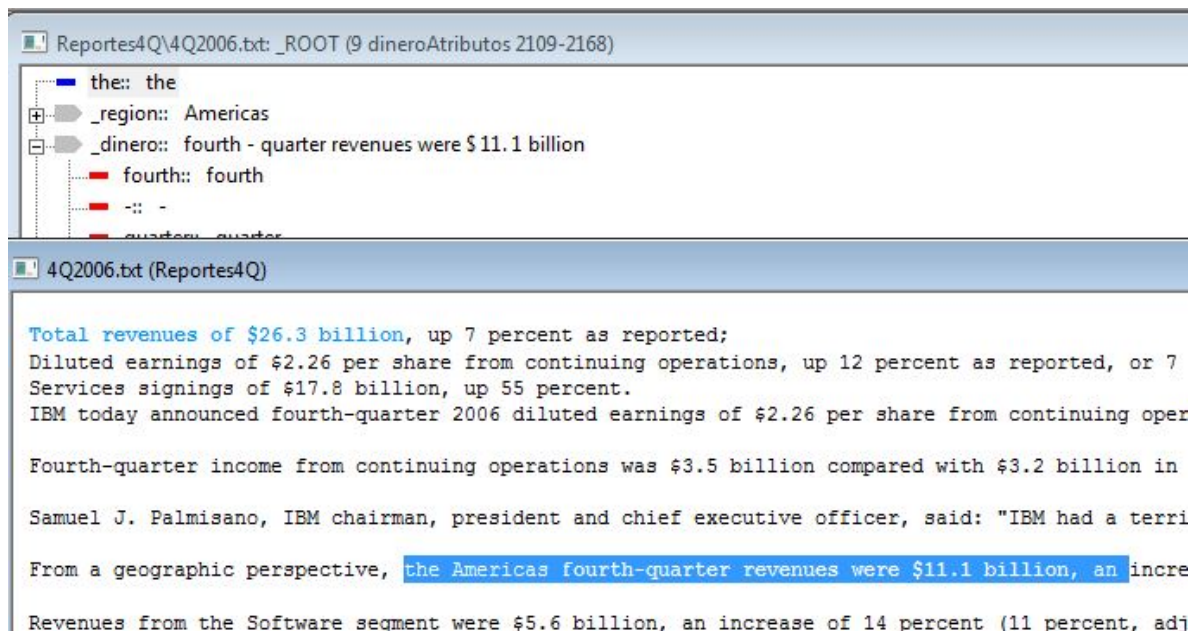 Reportes4Q\4Q2006.txt: _ROOT (9 dineroAtributos 2109-2168)
the:: the
_region:: Americas
_dinero:: fourth - quarter revenues were $ 11. 1 billion
fourth:: fourth
-:: -
quarter:: quarter
4Q2006.txt (Reportes4Q)
Total revenues of $26.3 billion, up 7 percent as reported;
Diluted earnings of $2.26 per share from continuing operations, up 12 percent as reported, or 7
Services signings of $17.8 billion, up 55 percent.
IBM today announced fourth-quarter 2006 diluted earnings of $2.26 per share from continuing oper
Fourth-quarter income from continuing operations was $3.5 billion compared with $3.2 billion in
Samuel J. Palmisano, IBM chairman, president and chief executive officer, said: "IBM had a terri
From a geographic perspective, the Americas fourth-quarter revenues were $11.1 billion, an incre
Revenues from the Software segment were $5.6 billion, an increase of 14 percent (11 percent, adj